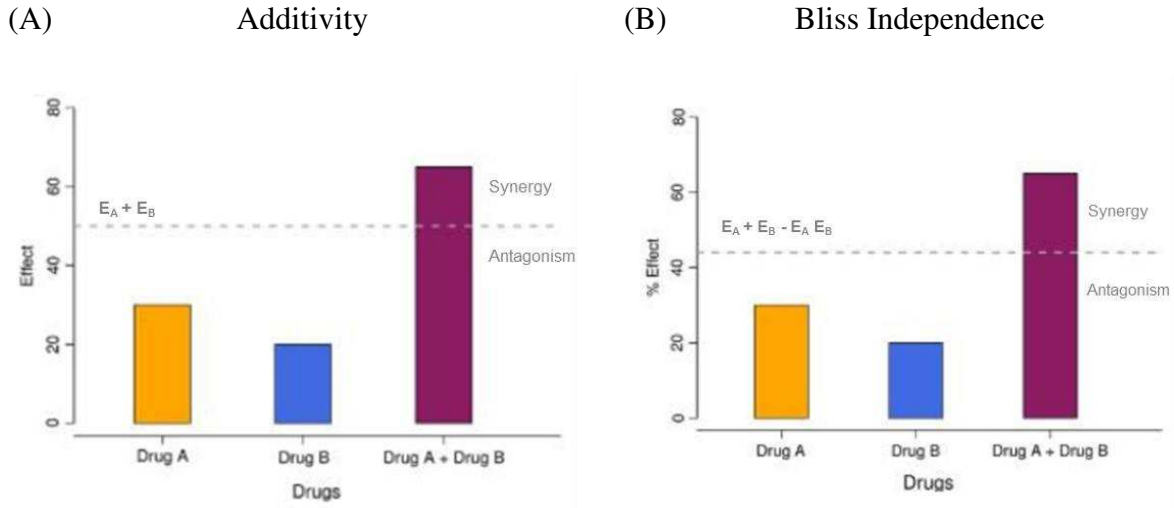 (A) Additivity
80
60
40
20
0
Effect
E_A + E_B
Synergy
Antagonism
Drug A Drug B Drug A + Drug B
Drugs
(B) Bliss Independence
80
60
40
20
0
% Effect
E_A + E_B - E_A E_B
Synergy
Antagonism
Drug A Drug B Drug A + Drug B
Drugs